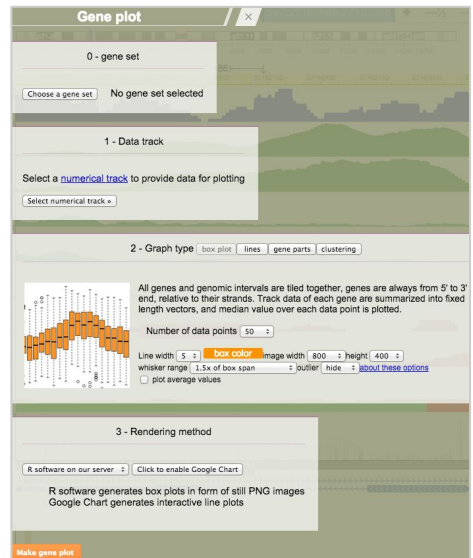 Gene plot
×
0 - gene set
Choose a gene set No gene set selected
1 - Data track
Select a numerical track to provide data for plotting
Select numerical track »
2 - Graph type box plot lines gene parts clustering
All genes and genomic intervals are tiled together, genes are always from 5' to 3'
end, relative to their strands. Track data of each gene are summarized into fixed
length vectors, and median value over each data point is plotted.
Number of data points 50
Line width 5 box color mage width 800 height 400
whisker range 1.5x of box span outlier hide about these options
plot average values
3 - Rendering method
R software on our server Click to enable Google Chart
R software generates box plots in form of still PNG images
Google Chart generates interactive line plots
Make gene plot